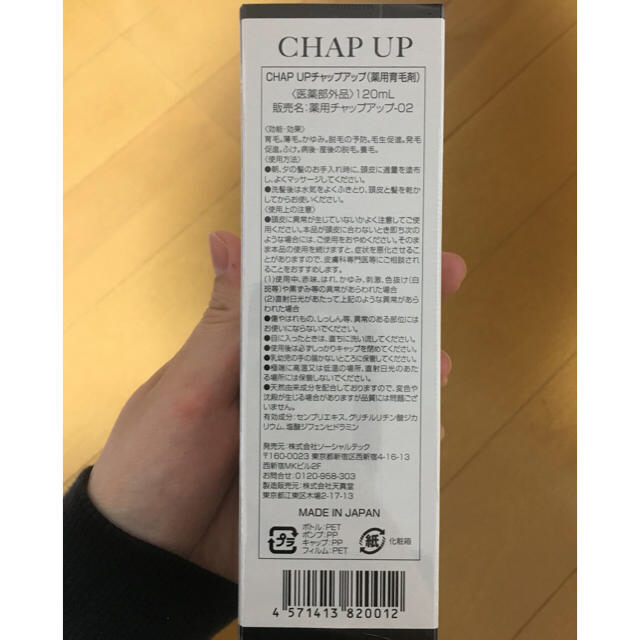 CHAP UP
CHAP UPチャップアップ(薬用育毛剤)
〈医薬部外品〉120mL
販売名:薬用チャップアップ-02
〈効能・効果〉
育毛。薄毛。かゆみ。脱毛の予防。毛生促進。発毛
促進。ふけ。病後・産後の脱毛。養毛。
〈使用方法〉
●朝、夕の髪のお手入れ時に、頭皮に適量を塗布
し、よくマッサージしてください。
●洗髪後は水気をよくふきとり、頭皮と髪を乾か
してからお使いください。
〈使用上の注意〉
●頭皮に異常が生じていないかよく注意してご使
用ください。本品が頭皮に合わないとき即ち次の
ような場合には、ご使用をおやめください。そのまま
本品の使用を続けますと、症状を悪化させるこ
とがありますので、皮膚科専門医等にご相談され
ることをおすすめします。
(1)使用中、赤味、はれ、かゆみ、刺激、色抜け(白
斑等)や黒ずみ等の異常があらわれた場合
(2)直射日光があたって上記のような異常があら
われた場合
●傷やはれもの、しっしん等、異常のある部位には
お使いにならないでください。
●目に入ったときは、直ちに洗い流してください。
●使用後は必ずしっかりキャップを閉めてください。
●乳幼児の手の届かないところに保管してください。
●極端に高温又は低温の場所、直射日光のあた
る場所には保管しないでください。
●天然由来成分を配合しておりますので、変色や
沈殿が生じる場合がありますが品質には問題ござ
いません。
有効成分:センブリエキス、グリチルリチン酸ジカ
リウム、塩酸ジフェンヒドラミン
発売元:株式会社ソーシャルテック
〒160-0023 東京都新宿区西新宿4-16-13
西新宿MKビル2F
お問合せ:0120-958-303
製造販売元:株式会社天真堂
東京都江東区木場2-17-13
MADE IN JAPAN
プラ
ボトル:PET
ポンプ:PP
キャップ:PP
フィルム:PET
紙
化粧箱
4 571413 820012